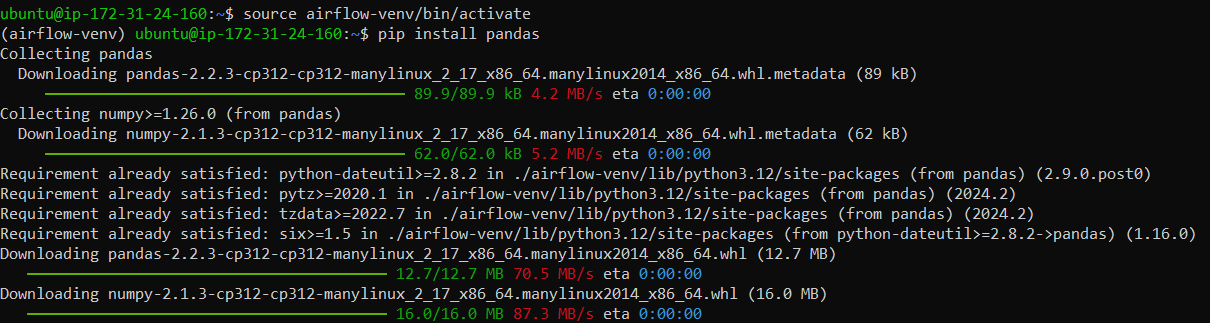 ubuntu@ip-172-31-24-160:~$ source airflow-venv/bin/activate
(airflow-venv) ubuntu@ip-172-31-24-160:~$ pip install pandas
Collecting pandas
  Downloading pandas-2.2.3-cp312-cp312-manylinux_2_17_x86_64.manylinux2014_x86_64.whl.metadata (89 kB)
89.9/89.9 kB 4.2 MB/s eta 0:00:00
Collecting numpy>=1.26.0 (from pandas)
  Downloading numpy-2.1.3-cp312-cp312-manylinux_2_17_x86_64.manylinux2014_x86_64.whl.metadata (62 kB)
62.0/62.0 kB 5.2 MB/s eta 0:00:00
Requirement already satisfied: python-dateutil>=2.8.2 in ./airflow-venv/lib/python3.12/site-packages (from pandas) (2.9.0.post0)
Requirement already satisfied: pytz>=2020.1 in ./airflow-venv/lib/python3.12/site-packages (from pandas) (2024.2)
Requirement already satisfied: tzdata>=2022.7 in ./airflow-venv/lib/python3.12/site-packages (from pandas) (2024.2)
Requirement already satisfied: six>=1.5 in ./airflow-venv/lib/python3.12/site-packages (from python-dateutil>=2.8.2->pandas) (1.16.0)
Downloading pandas-2.2.3-cp312-cp312-manylinux_2_17_x86_64.manylinux2014_x86_64.whl (12.7 MB)
12.7/12.7 MB 70.5 MB/s eta 0:00:00
Downloading numpy-2.1.3-cp312-cp312-manylinux_2_17_x86_64.manylinux2014_x86_64.whl (16.0 MB)
16.0/16.0 MB 87.3 MB/s eta 0:00:00